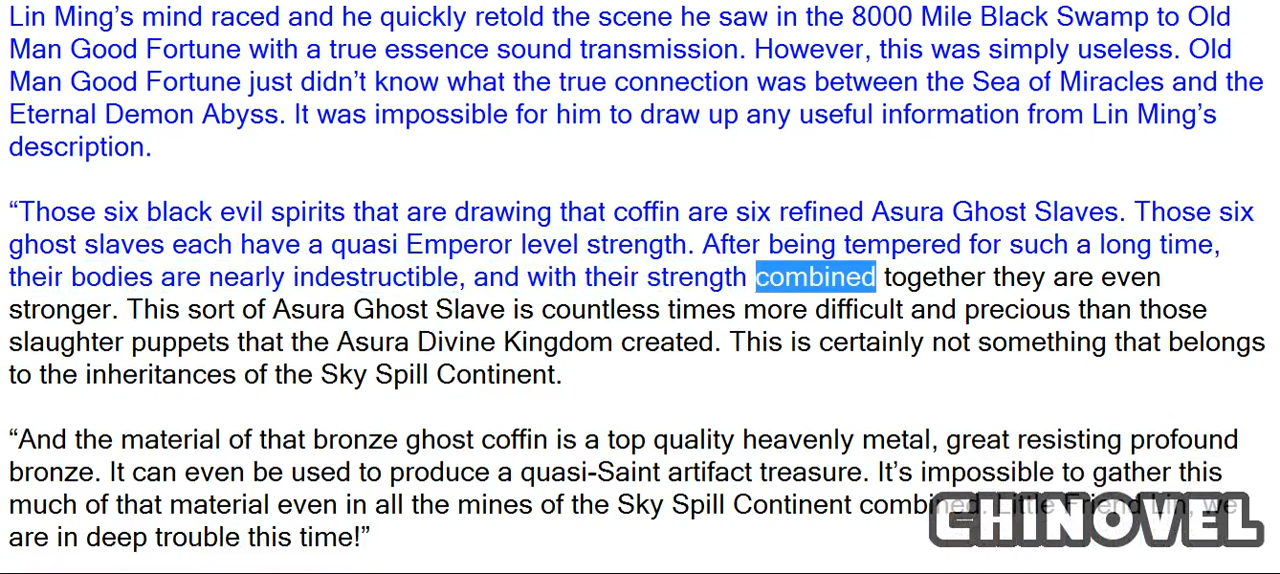 Lin Ming’s mind raced and he quickly retold the scene he saw in the 8000 Mile Black Swamp to Old
Man Good Fortune with a true essence sound transmission. However, this was simply useless. Old
Man Good Fortune just didn’t know what the true connection was between the Sea of Miracles and the
Eternal Demon Abyss. It was impossible for him to draw up any useful information from Lin Ming’s
description.
“Those six black evil spirits that are drawing that coffin are six refined Asura Ghost Slaves. Those six
ghost slaves each have a quasi Emperor level strength. After being tempered for such a long time,
their bodies are nearly indestructible, and with their strength combined together they are even
stronger. This sort of Asura Ghost Slave is countless times more difficult and precious than those
slaughter puppets that the Asura Divine Kingdom created. This is certainly not something that belongs
to the inheritances of the Sky Spill Continent.
“And the material of that bronze ghost coffin is a top quality heavenly metal, great resisting profound
bronze. It can even be used to produce a quasi-Saint artifact treasure. It’s impossible to gather this
much of that material even in all the mines of the Sky Spill Continent combined. Little Friend Lin, we
are in deep trouble this time!”
CHINOVEL